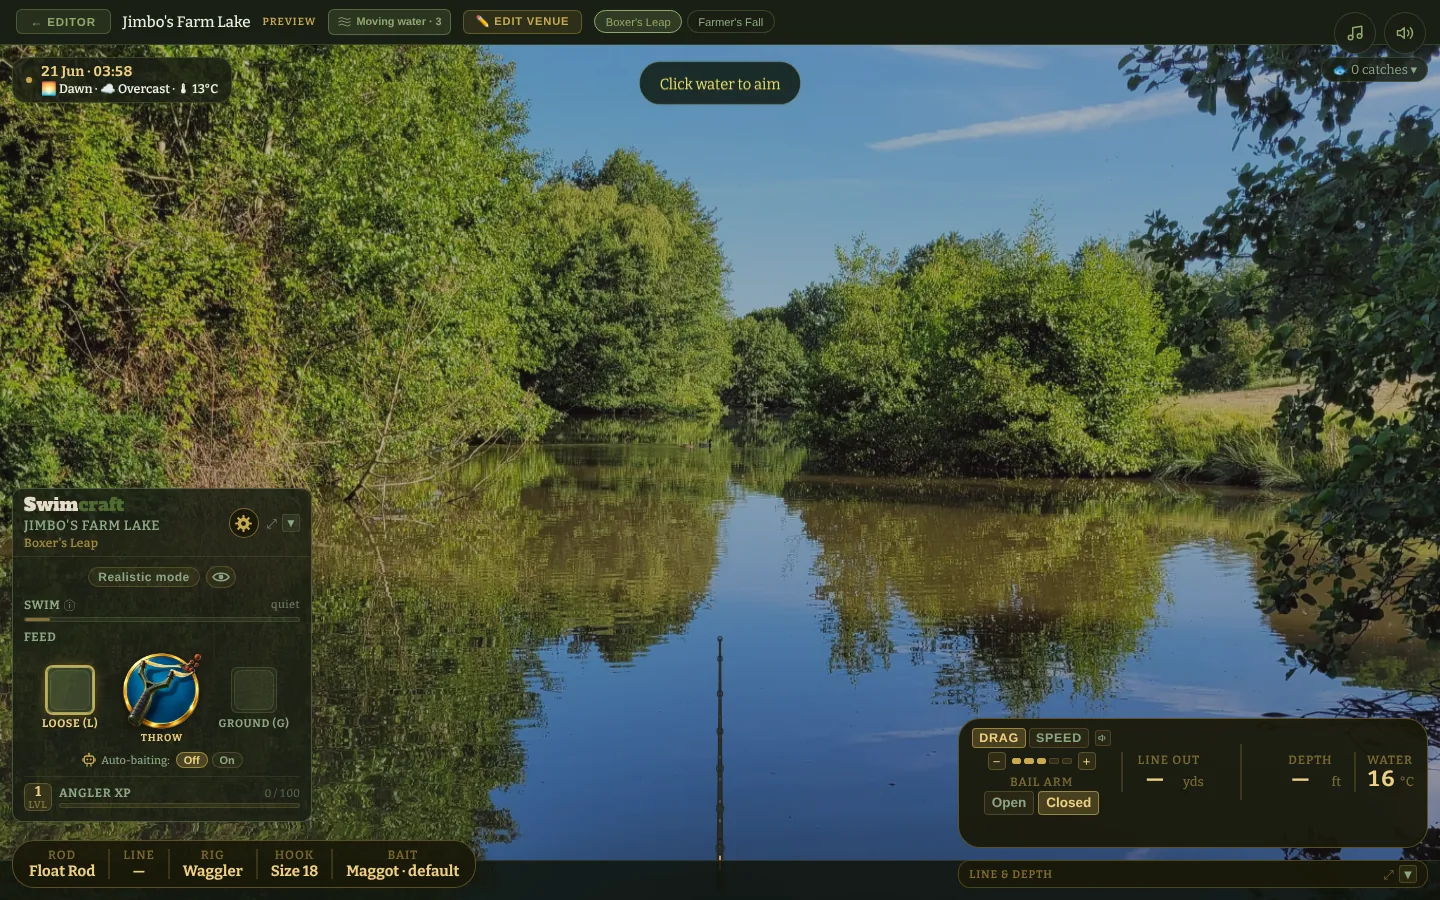 ← EDITOR
Jimbo's Farm Lake
PREVIEW
Moving water · 3
EDIT VENUE
Boxer's Leap
Farmer's Fall
21 Jun · 03:58
Dawn · Overcast · 13°C
Click water to aim
0 catches ▾
Swimcraft
JIMBO'S FARM LAKE
Boxer's Leap
Realistic mode
SWIM ⓘ
quiet
FEED
LOOSE (L)
THROW
GROUND (G)
Auto-baiting: Off On
1
LVL
ANGLER XP
0 / 100
ROD
Float Rod
LINE
—
RIG
Waggler
HOOK
Size 18
BAIT
Maggot · default
DRAG
SPEED
− +
BAIL ARM
Open Closed
LINE OUT
— yds
DEPTH
— ft
WATER
16 °C
LINE & DEPTH